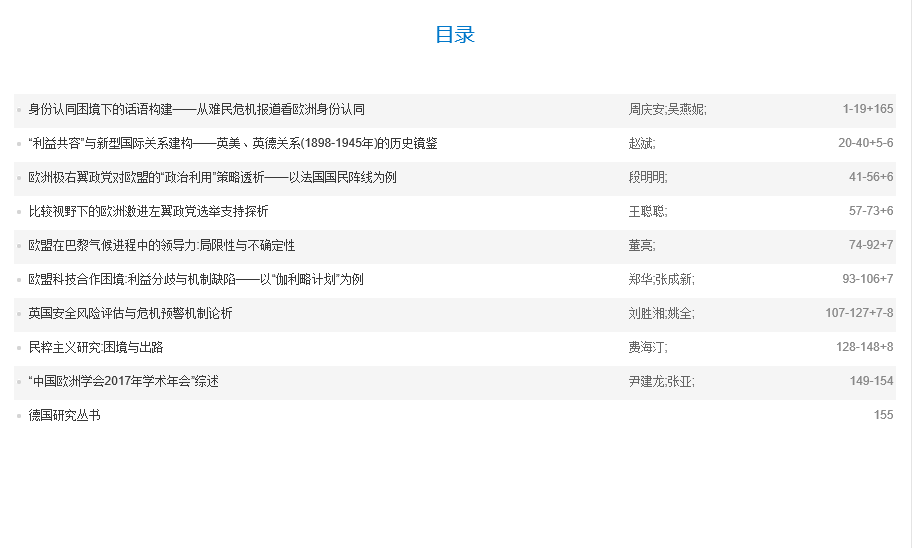 目录
身份认同困境下的话语构建——从难民危机报道看欧洲身份认同 周庆安;吴燕妮; 1-19+165
“利益共容”与新型国际关系建构——英美、英德关系(1898-1945年)的历史镜鉴 赵斌; 20-40+5-6
欧洲极右翼政党对欧盟的“政治利用”策略透析——以法国国民阵线为例 段明明; 41-56+6
比较视野下的欧洲激进左翼政党选举支持探析 王聪聪; 57-73+6
欧盟在巴黎气候进程中的领导力:局限性与不确定性 董亮; 74-92+7
欧盟科技合作困境:利益分歧与机制缺陷——以“伽利略计划”为例 郑华;张成新; 93-106+7
英国安全风险评估与危机预警机制论析 刘胜湘;姚全; 107-127+7-8
民粹主义研究:困境与出路 费海汀; 128-148+8
“中国欧洲学会2017年学术年会”综述 尹建龙;张亚; 149-154
德国研究丛书 155